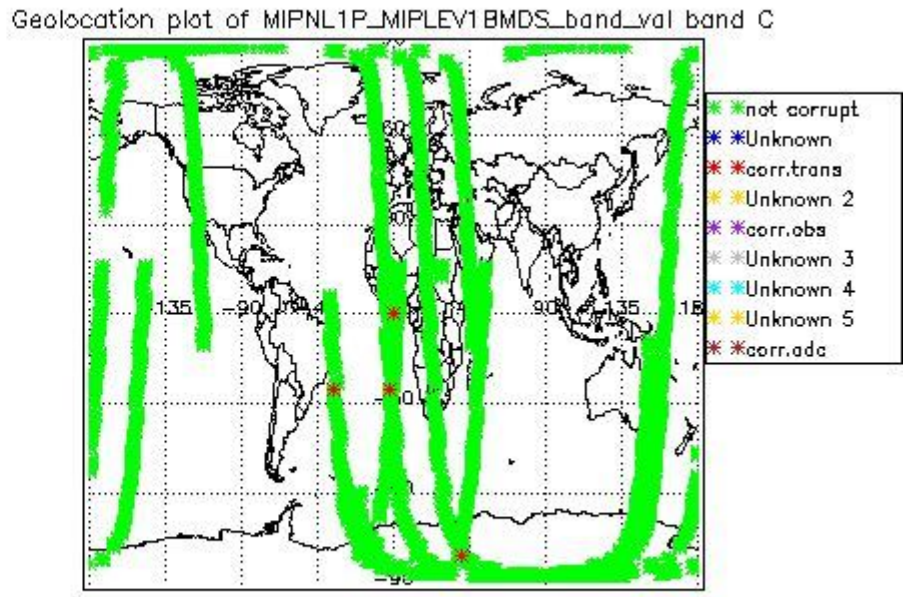 Geolocation plot of MIPNL1P_MIPLEV1BMDS_band_val band C
not corrupt
Unknown
corr.trans
Unknown 2
corr.obs
Unknown 3
Unknown 4
Unknown 5
corr.adc
60
135
-90
90
135
-90